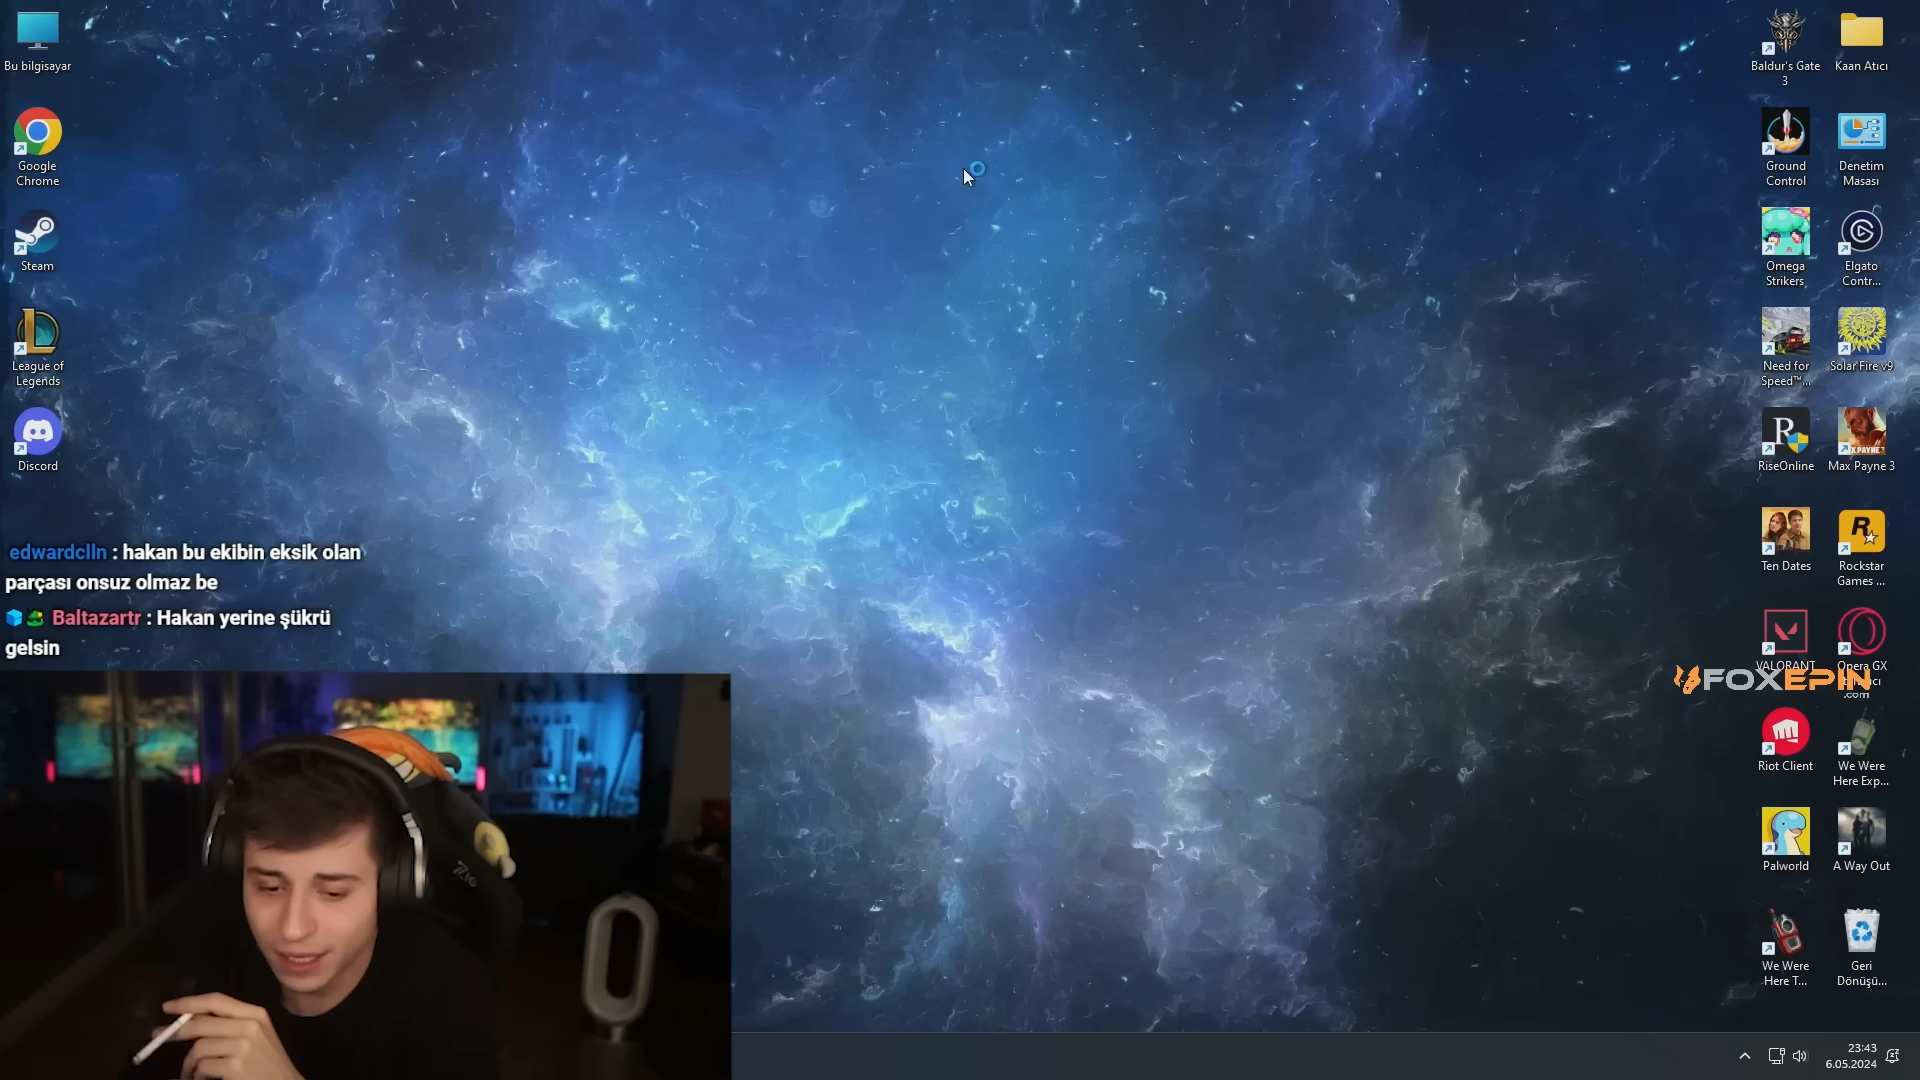 Bu bilgisayar
Google
Chrome
Steam
League of
Legends
Discord
edwardclln : hakan bu ekibin eksik olan
parçası onsuz olmaz be
Baltazartr : Hakan yerine şükrü
gelsin
Baldur's Gate
3
Kaan Atıcı
Ground
Control
Denetim
Masası
Omega
Strikers
Elgato
Contr...
Need for
Speed™...
Solar Fire v9
RiseOnline
Max Payne 3
Ten Dates
Rockstar
Games ...
VALORANT
Opera GX
FOXEPIN
.com
Riot Client
We Were
Here Exp...
Palworld
A Way Out
We Were
Here T...
Geri
Dönüşü...
23:43
6.05.2024